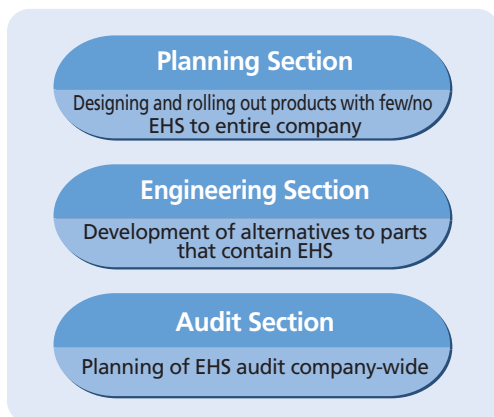 Planning Section
Designing and rolling out products with few/no
EHS to entire company
Engineering Section
Development of alternatives to parts
that contain EHS
Audit Section
Planning of EHS audit company-wide